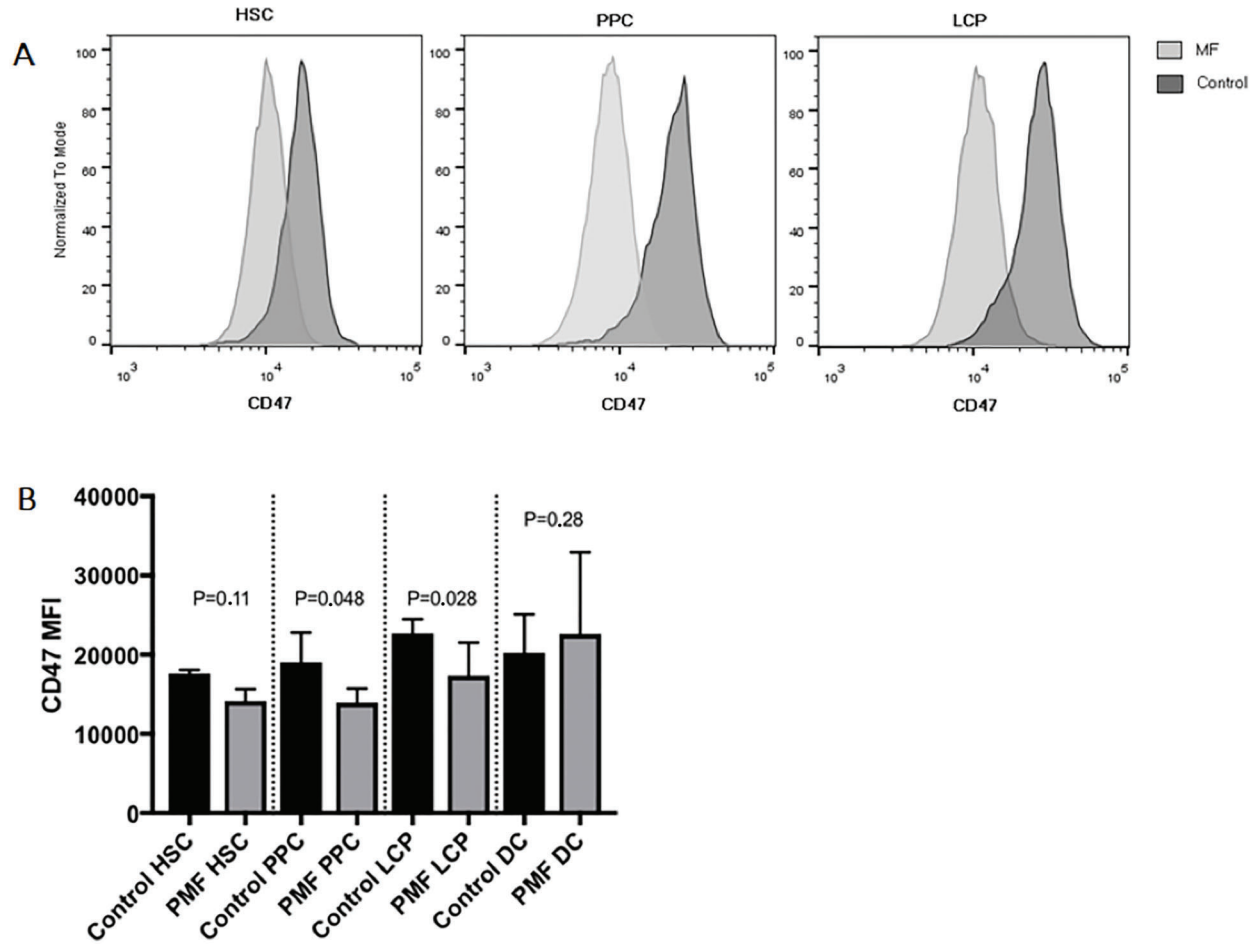 A
HSC
PPC
LCP
MF
Control
Normalized To Mode
100
80
60
40
20
0
10³
10⁴
10⁵
CD47
100
80
60
40
20
0
10³
10⁴
10⁵
CD47
100
80
60
40
20
0
10³
10⁴
10⁵
CD47
B
CD47 MFI
40000
30000
20000
10000
0
P=0.11
P=0.048
P=0.028
P=0.28
Control HSC
PMF HSC
Control PPC
PMF PPC
Control LCP
PMF LCP
Control DC
PMF DC